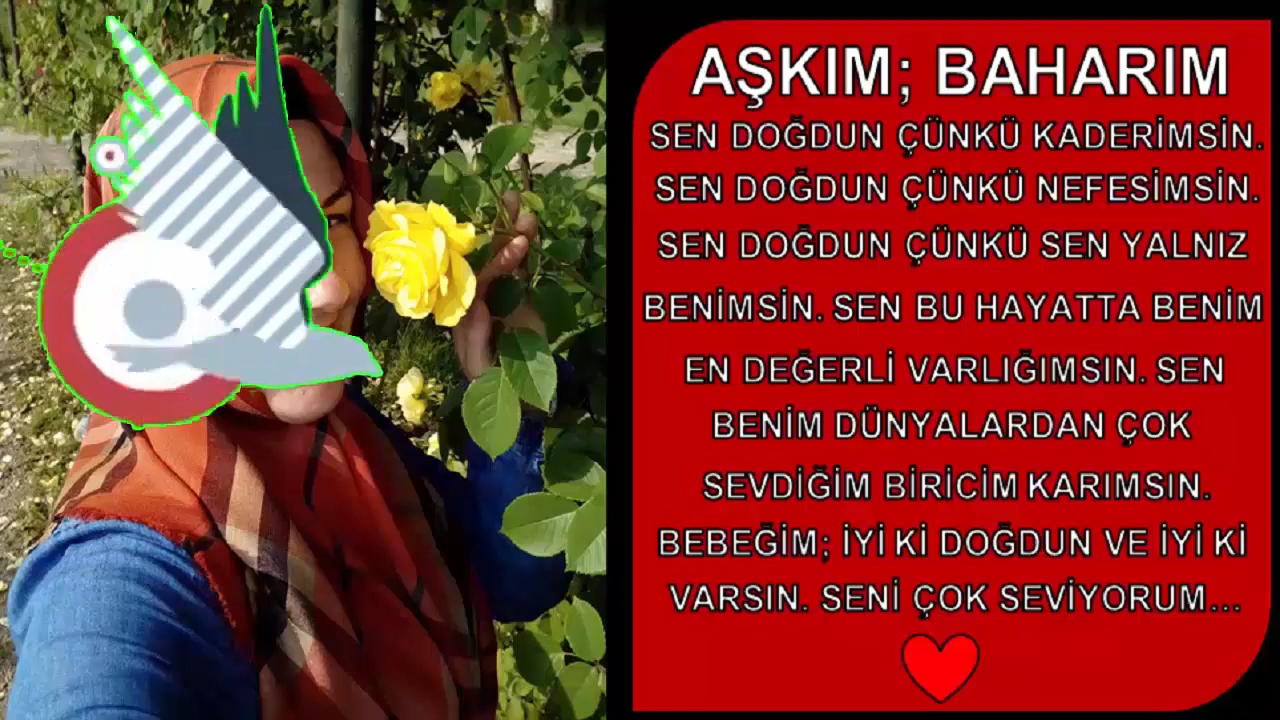 AŞKIM; BAHARIM
SEN DOĞDUN ÇÜNKÜ KADERİMSİN.
SEN DOĞDUN ÇÜNKÜ NEFESİMSİN.
SEN DOĞDUN ÇÜNKÜ SEN YALNIZ
BENİMSİN. SEN BU HAYATTA BENİM
EN DEĞERLİ VARLIĞIMSIN. SEN
BENİM DÜNYALARDAN ÇOK
SEVDİĞİM BİRİCİM KARIMSIN.
BEBEĞİM; İYİ Kİ DOĞDUN VE İYİ Kİ
VARSIN. SENİ ÇOK SEVİYORUM...